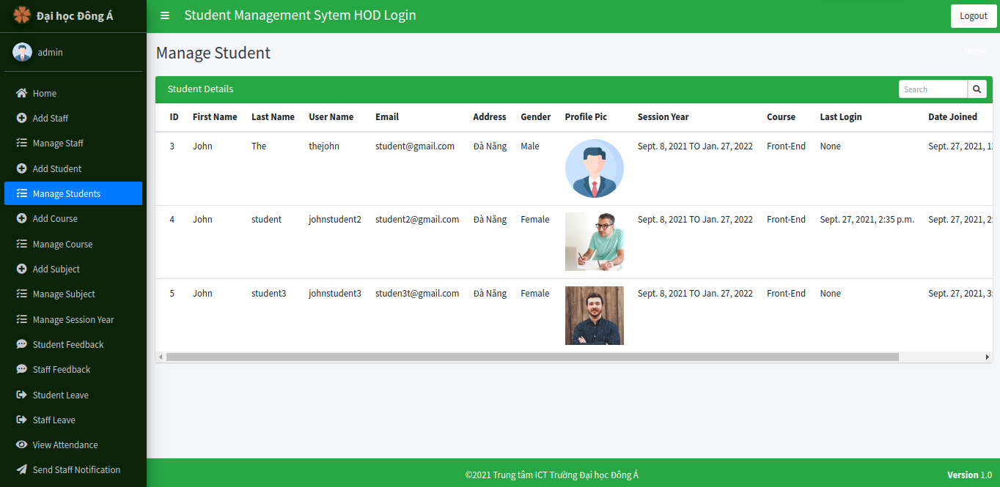 Đại học Đông Á
Student Management Sytem HOD Login
Logout
admin
Home
Add Staff
Manage Staff
Add Student
Manage Students
Add Course
Manage Course
Add Subject
Manage Subject
Manage Session Year
Student Feedback
Staff Feedback
Student Leave
Staff Leave
View Attendance
Send Staff Notification
Manage Student
Home
Student Details
Search
ID First Name Last Name User Name Email Address Gender Profile Pic Session Year Course Last Login Date Joined
3 John The thejohn student@gmail.com Đà Nẵng Male Sept. 8, 2021 TO Jan. 27, 2022 Front-End None Sept. 27, 2021,
4 John student johnstudent2 student2@gmail.com Đà Nẵng Female Sept. 8, 2021 TO Jan. 27, 2022 Front-End Sept. 27, 2021, 2:35 p.m. Sept. 27, 2021, 2:
5 John student3 johnstudent3 studen3t@gmail.com Đà Nẵng Female Sept. 8, 2021 TO Jan. 27, 2022 Front-End None Sept. 27, 2021, 3:
©2021 Trung tâm ICT Trường Đại học Đông Á
Version 1.0